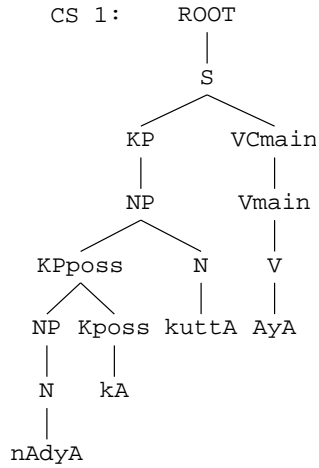 CS 1: ROOT
S
KP VCmain
NP Vmain
KPposs N V
NP Kposs kuttA AyA
N kA
nAdyA